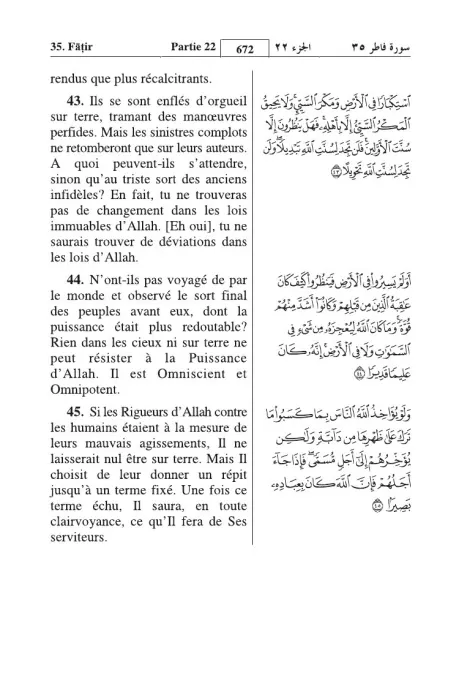 35. Fāṭir Partie 22 672 الجزء ٢٢ سورة فاطر ٣٥
rendus que plus récalcitrants.
43. Ils se sont enflés d’orgueil
sur terre, tramant des manœuvres
perfides. Mais les sinistres complots
ne retomberont que sur leurs auteurs.
A quoi peuvent-ils s’attendre,
sinon qu’au triste sort des anciens
infidèles? En fait, tu ne trouveras
pas de changement dans les lois
immuables d’Allah. [Eh oui], tu ne
saurais trouver de déviations dans
les lois d’Allah.
44. N’ont-ils pas voyagé de par
le monde et observé le sort final
des peuples avant eux, dont la
puissance était plus redoutable?
Rien dans les cieux ni sur terre ne
peut résister à la Puissance
d’Allah. Il est Omniscient et
Omnipotent.
45. Si les Rigueurs d’Allah contre
les humains étaient à la mesure de
leurs mauvais agissements, Il ne
laisserait nul être sur terre. Mais Il
choisit de leur donner un répit
jusqu’à un terme fixé. Une fois ce
terme échu, Il saura, en toute
clairvoyance, ce qu’Il fera de Ses
serviteurs.
ٱسْتِكْبَارًا فِي ٱلْأَرْضِ وَمَكْرَ ٱلسَّيِّئِ وَلَا يَحِيقُ
ٱلْمَكْرُ ٱلسَّيِّئُ إِلَّا بِأَهْلِهِۦ فَهَلْ يَنظُرُونَ إِلَّا
سُنَّتَ ٱلْأَوَّلِينَ فَلَن تَجِدَ لِسُنَّتِ ٱللَّهِ تَبْدِيلًا وَلَن
تَجِدَ لِسُنَّتِ ٱللَّهِ تَحْوِيلًا ٤٣
أَوَلَمْ يَسِيرُوا۟ فِي ٱلْأَرْضِ فَيَنظُرُوا۟ كَيْفَ كَانَ
عَـٰقِبَةُ ٱلَّذِينَ مِن قَبْلِهِمْ وَكَانُوٓا۟ أَشَدَّ مِنْهُمْ
قُوَّةً وَمَا كَانَ ٱللَّهُ لِيُعْجِزَهُۥ مِن شَيْءٍ فِي
ٱلسَّمَـٰوَٰتِ وَلَا فِي ٱلْأَرْضِ إِنَّهُۥ كَانَ
عَلِيمًا قَدِيرًا ٤٤
وَلَوْ يُؤَاخِذُ ٱللَّهُ ٱلنَّاسَ بِمَا كَسَبُوا۟ مَا
تَرَكَ عَلَىٰ ظَهْرِهَا مِن دَآبَّةٍ وَلَـٰكِن
يُؤَخِّرُهُمْ إِلَىٰٓ أَجَلٍ مُّسَمًّى فَإِذَا جَآءَ
أَجَلُهُمْ فَإِنَّ ٱللَّهَ كَانَ بِعِبَادِهِۦ
بَصِيرًۢا ٤٥